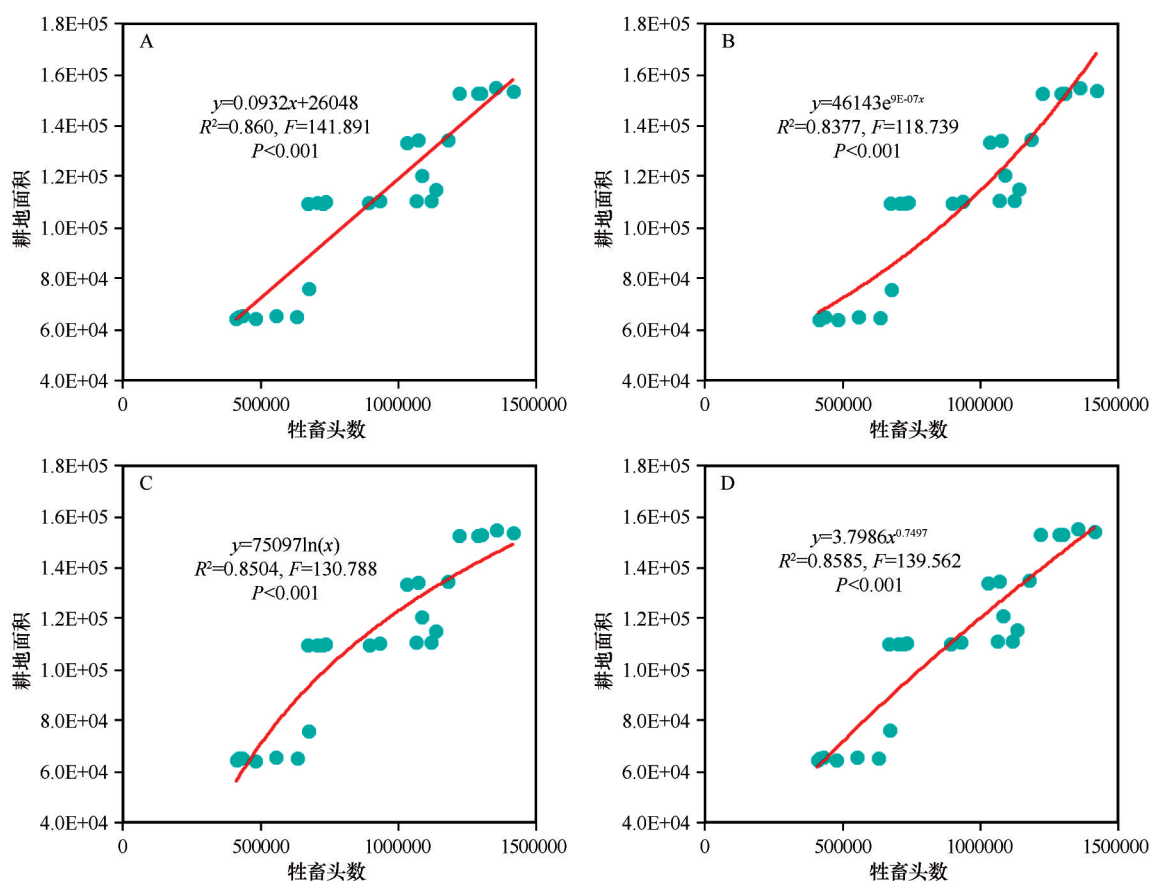 A
1.8E+05
1.6E+05
1.4E+05
1.2E+05
1.0E+05
8.0E+04
6.0E+04
4.0E+04
耕地面积
y=0.0932x+26048
R²=0.860, F=141.891
P<0.001
0 500000 1000000 1500000
牲畜头数
B
1.8E+05
1.6E+05
1.4E+05
1.2E+05
1.0E+05
8.0E+04
6.0E+04
4.0E+04
耕地面积
y=46143e^9E-07x
R²=0.8377, F=118.739
P<0.001
0 500000 1000000 1500000
牲畜头数
C
1.8E+05
1.6E+05
1.4E+05
1.2E+05
1.0E+05
1.8E+04
6.0E+04
4.0E+04
耕地面积
y=75097ln(x)
R²=0.8504, F=130.788
P<0.001
0 500000 1000000 1500000
牲畜头数
D
1.8E+05
1.6E+05
1.4E+05
1.2E+05
1.0E+05
1.8E+04
6.0E+04
4.0E+04
耕地面积
y=3.7986x^0.7497
R²=0.8585, F=139.562
P<0.001
0 500000 1000000 1500000
牲畜头数